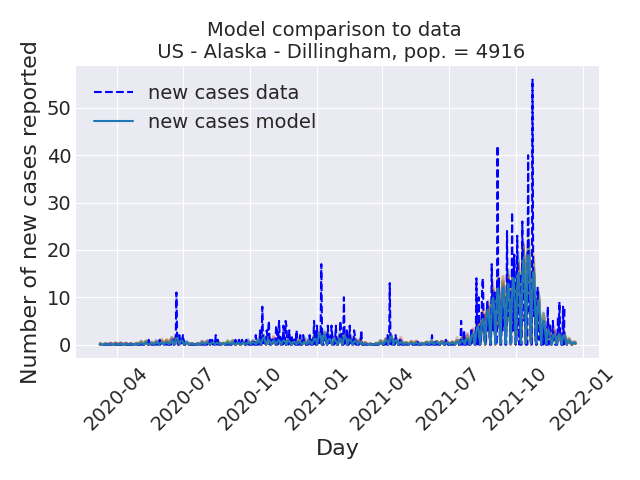 Model comparison to data
US - Alaska - Dillingham, pop. = 4916
Number of new cases reported
new cases data
new cases model
50
40
30
20
10
0
2020-04
2020-07
2020-10
2021-01
2021-04
2021-07
2021-10
2022-01
Day